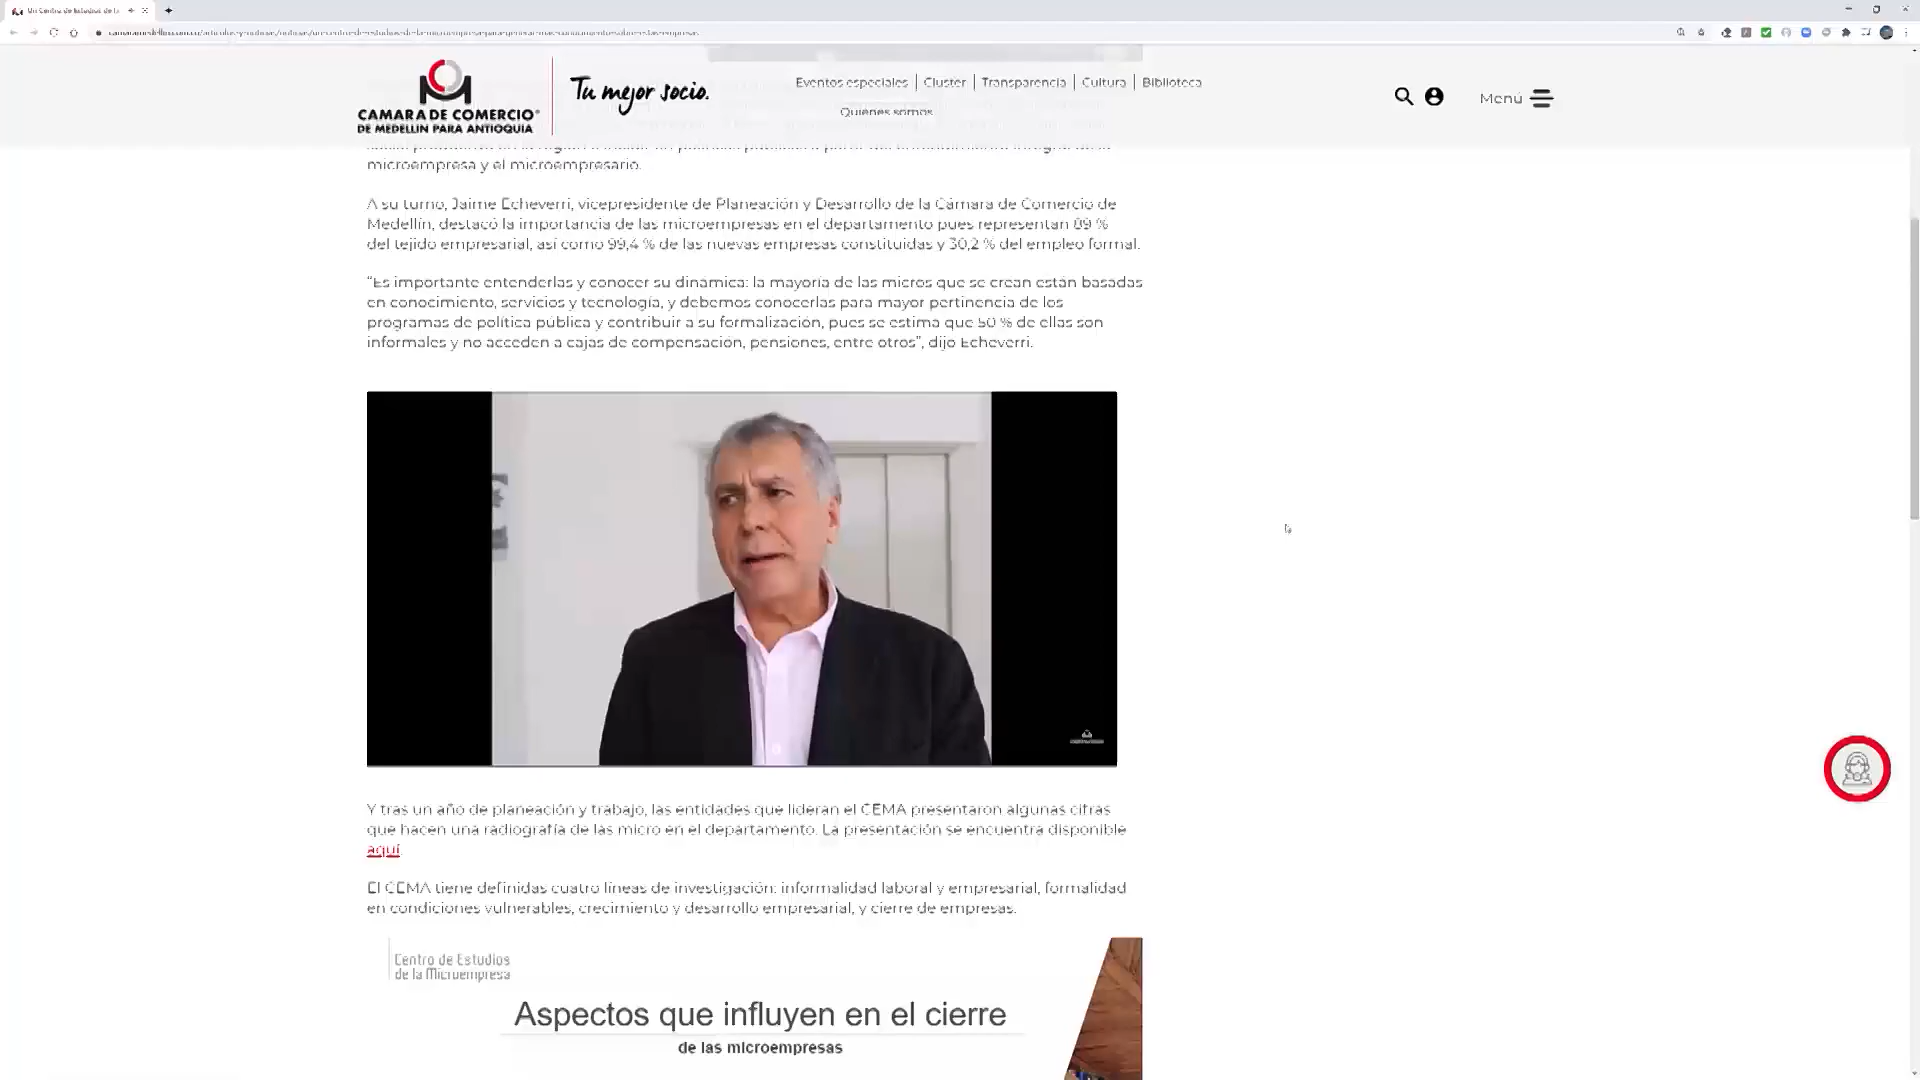 Un Centro de Estudios de la
CAMARA DE COMERCIO
DE MEDELLIN PARA ANTIOQUIA
Tu mejor socio.
Eventos especiales | Cluster | Transparencia | Cultura | Biblioteca
Quiénes somos
Menú
microempresa y el microempresario.
A su turno, Jaime Echeverri, vicepresidente de Planeación y Desarrollo de la Cámara de Comercio de
Medellín, destacó la importancia de las microempresas en el departamento pues representan 89 %
del tejido empresarial, así como 99,4 % de las nuevas empresas constituidas y 30,2 % del empleo formal.
“Es importante entenderlas y conocer su dinámica: la mayoría de las micros que se crean están basadas
en conocimiento, servicios y tecnología, y debemos conocerlas para mayor pertinencia de los
programas de política pública y contribuir a su formalización, pues se estima que 50 % de ellas son
informales y no acceden a cajas de compensación, pensiones, entre otros”, dijo Echeverri.
Y tras un año de planeación y trabajo, las entidades que lideran el CEMA presentaron algunas cifras
que hacen una radiografía de las micro en el departamento. La presentación se encuentra disponible
aquí
El CEMA tiene definidas cuatro líneas de investigación: informalidad laboral y empresarial, formalidad
en condiciones vulnerables, crecimiento y desarrollo empresarial, y cierre de empresas.
Centro de Estudios
de la Microempresa
Aspectos que influyen en el cierre
de las microempresas